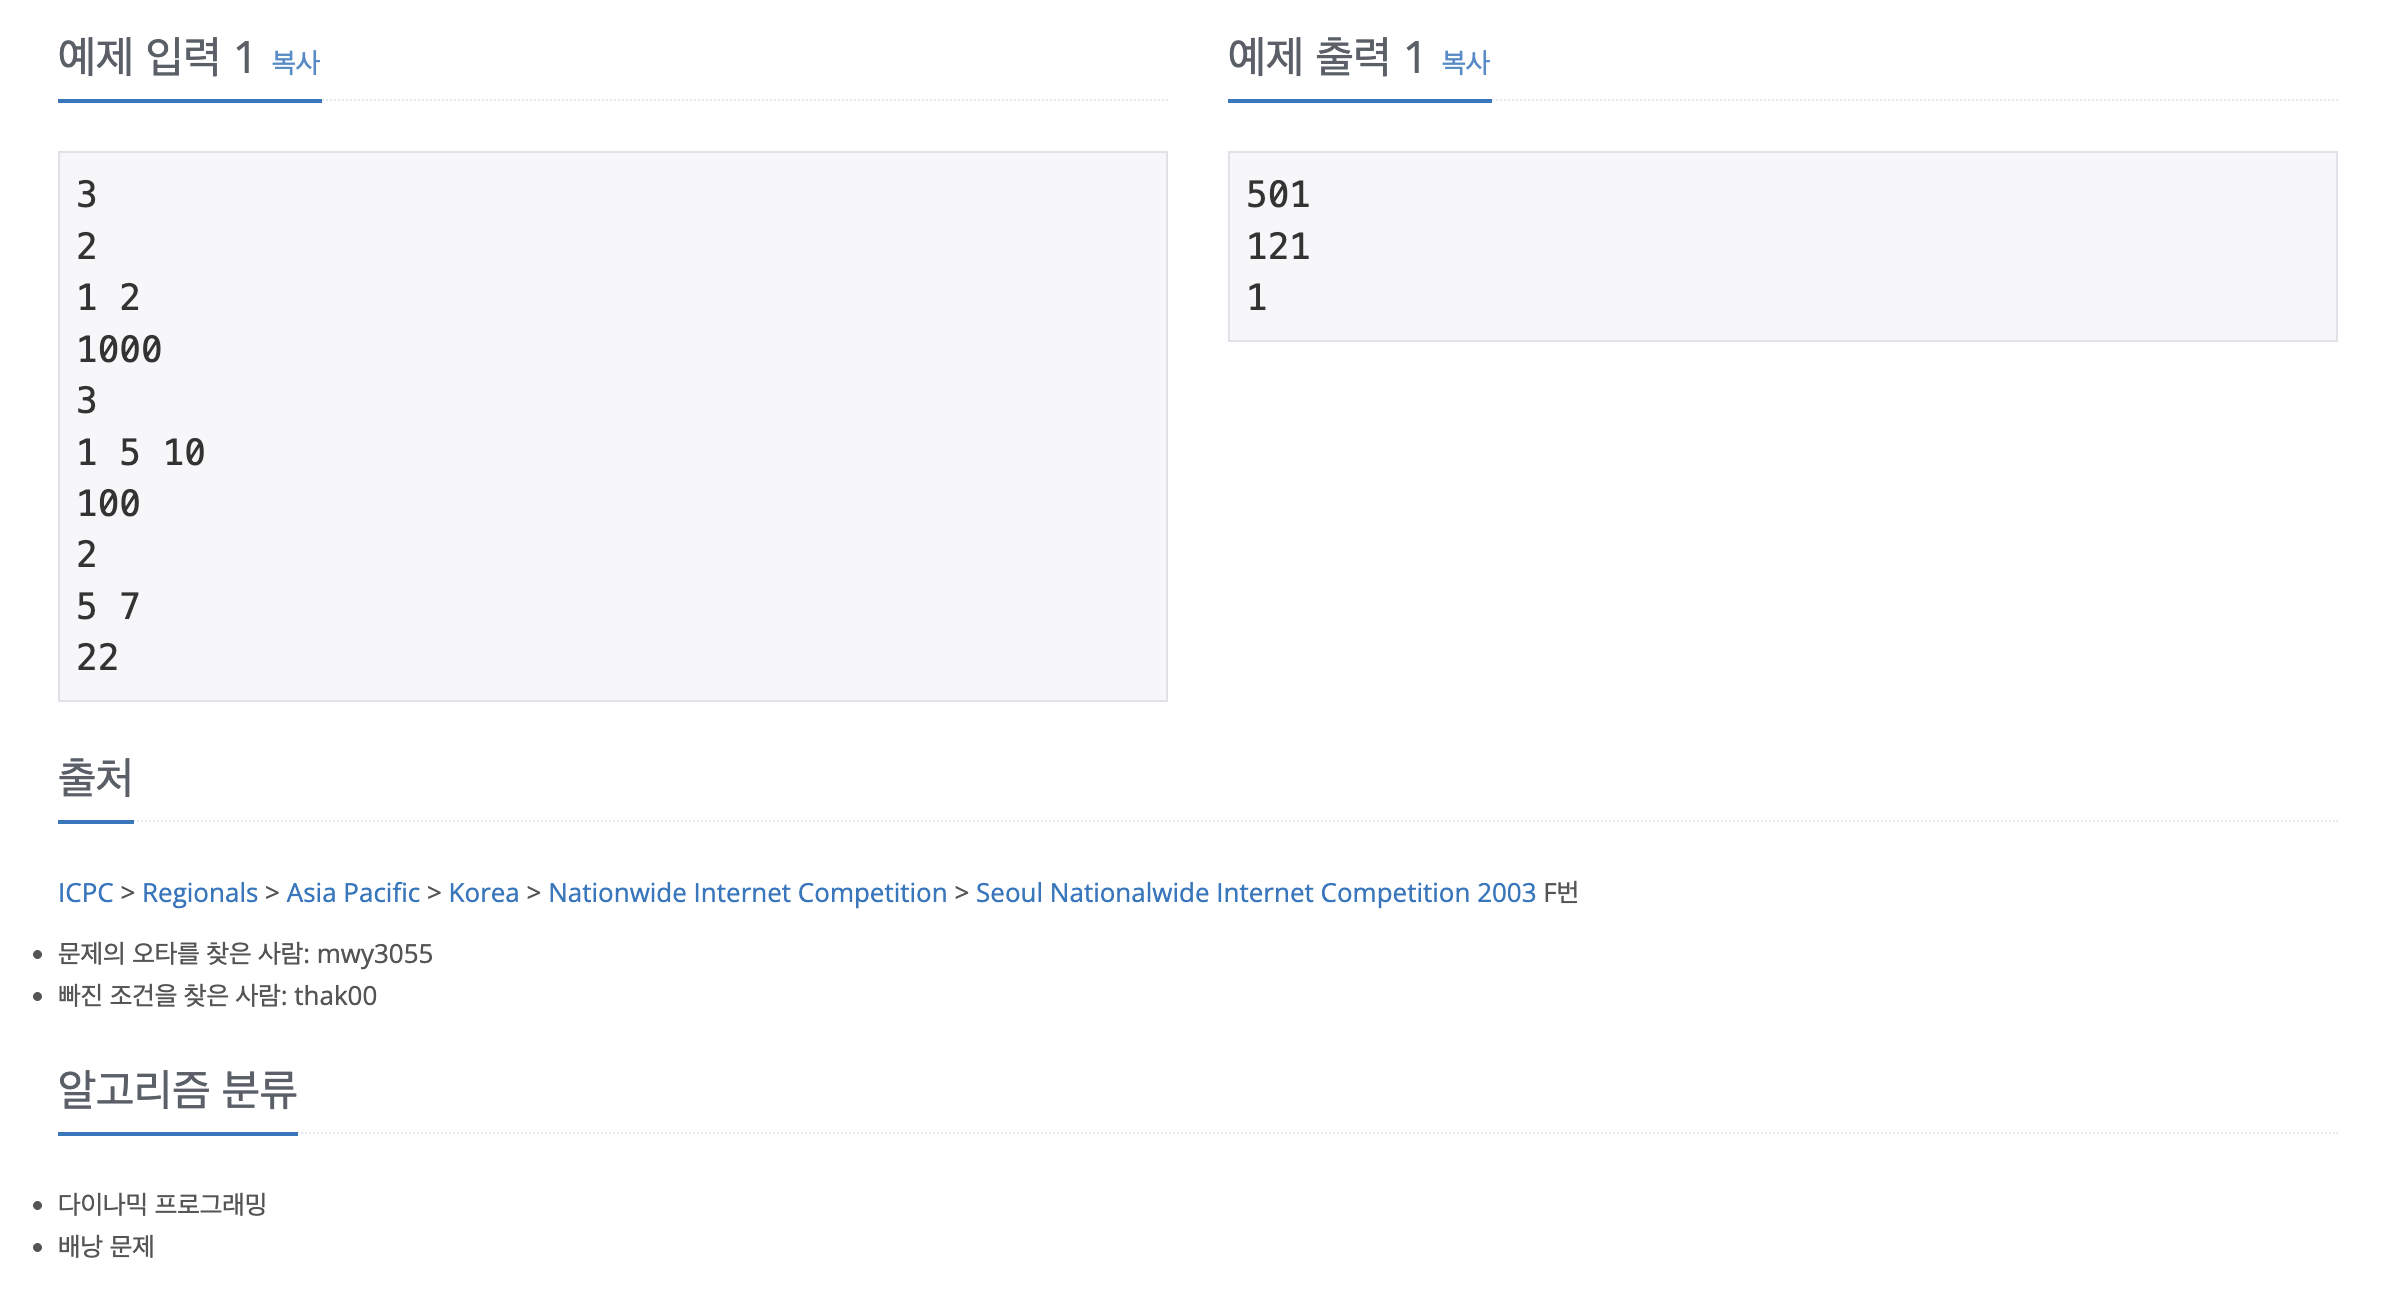 예제 입력 1 복사
3
2
1 2
1000
3
1 5 10
100
2
5 7
22
예제 출력 1 복사
501
121
1
출처
ICPC > Regionals > Asia Pacific > Korea > Nationwide Internet Competition > Seoul Nationalwide Internet Competition 2003 F번
• 문제의 오타를 찾은 사람: mwy3055
• 빠진 조건을 찾은 사람: thak00
알고리즘 분류
• 다이나믹 프로그래밍
• 배낭 문제